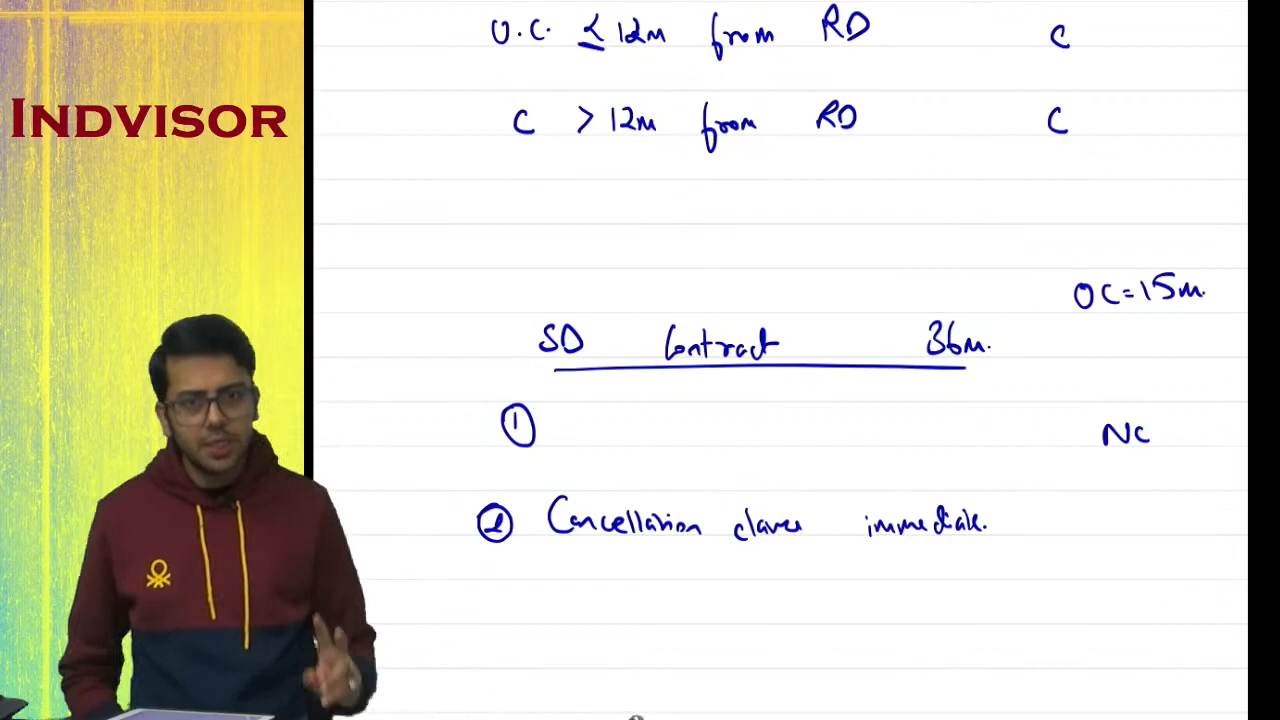 INDVISOR
O.C. ≤ 12m from RD C
C > 12m from RD C
OC = 15m.
SD Contract 36m.
① NC
② Cancellation clause immediate.